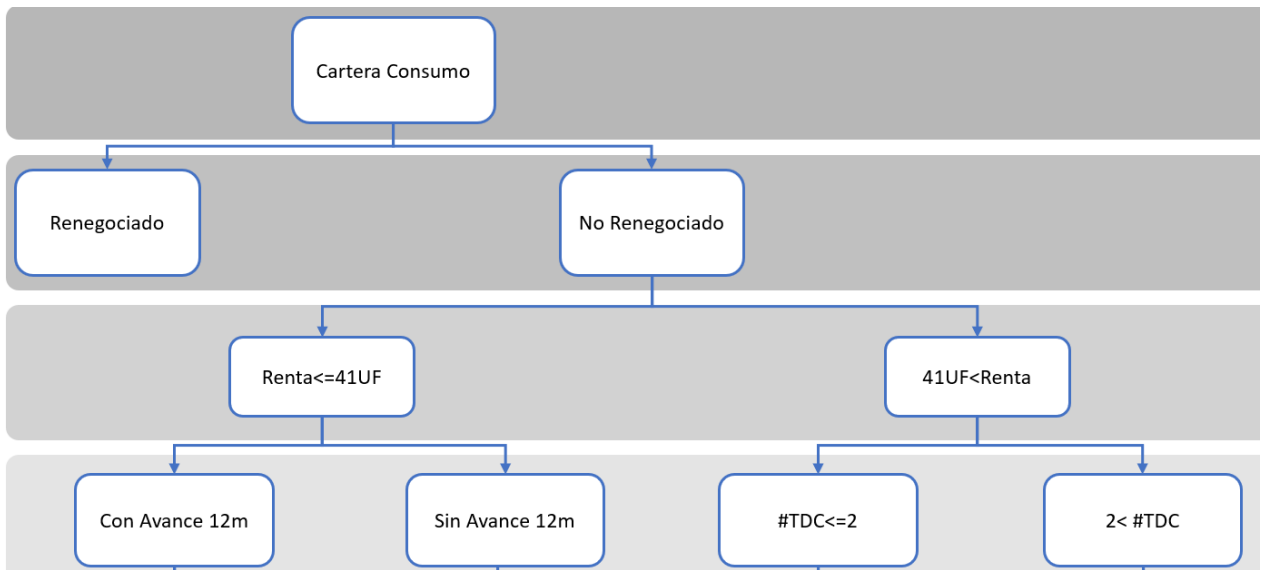 Cartera Consumo
Renegociado
No Renegociado
Renta<=41UF
41UF<Renta
Con Avance 12m
Sin Avance 12m
#TDC<=2
2< #TDC